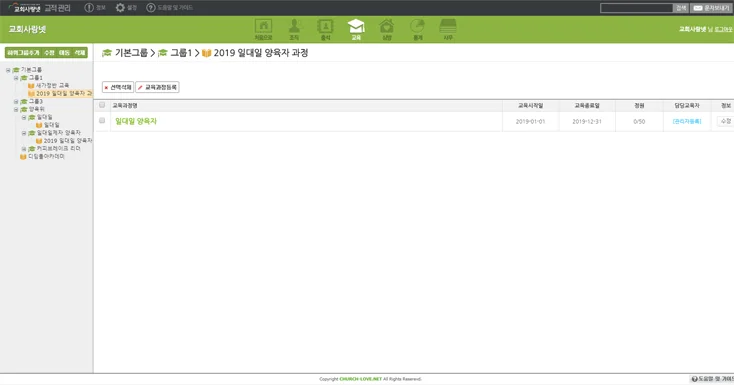 교회사랑넷 교적 관리 정보 설정 도움말 및 가이드 검색 문자보내기
교회사랑넷 처음으로 조직 출석 교육 심방 통계 사무 교회사랑넷 님 로그아웃
하위그룹추가 수정 이동 삭제
기본그룹 > 그룹1 > 2019 일대일 양육자 과정
기본그룹
그룹1
새가정반 교육
2019 일대일 양육자 과
그룹3
양육위
일대일
일대일
일대일제자 양육자
2019 일대일 양육자
커피브레이크 리더
디딤돌아카데미
선택삭제 교육과정등록
교육과정명 교육시작일 교육종료일 정원 담당교육자 정보
일대일 양육자 2019-01-01 2019-12-31 0/50 [관리자등록] 수정
Copyright CHURCH-LOVE.NET All Rights Reserved.
도움말 및 가이드